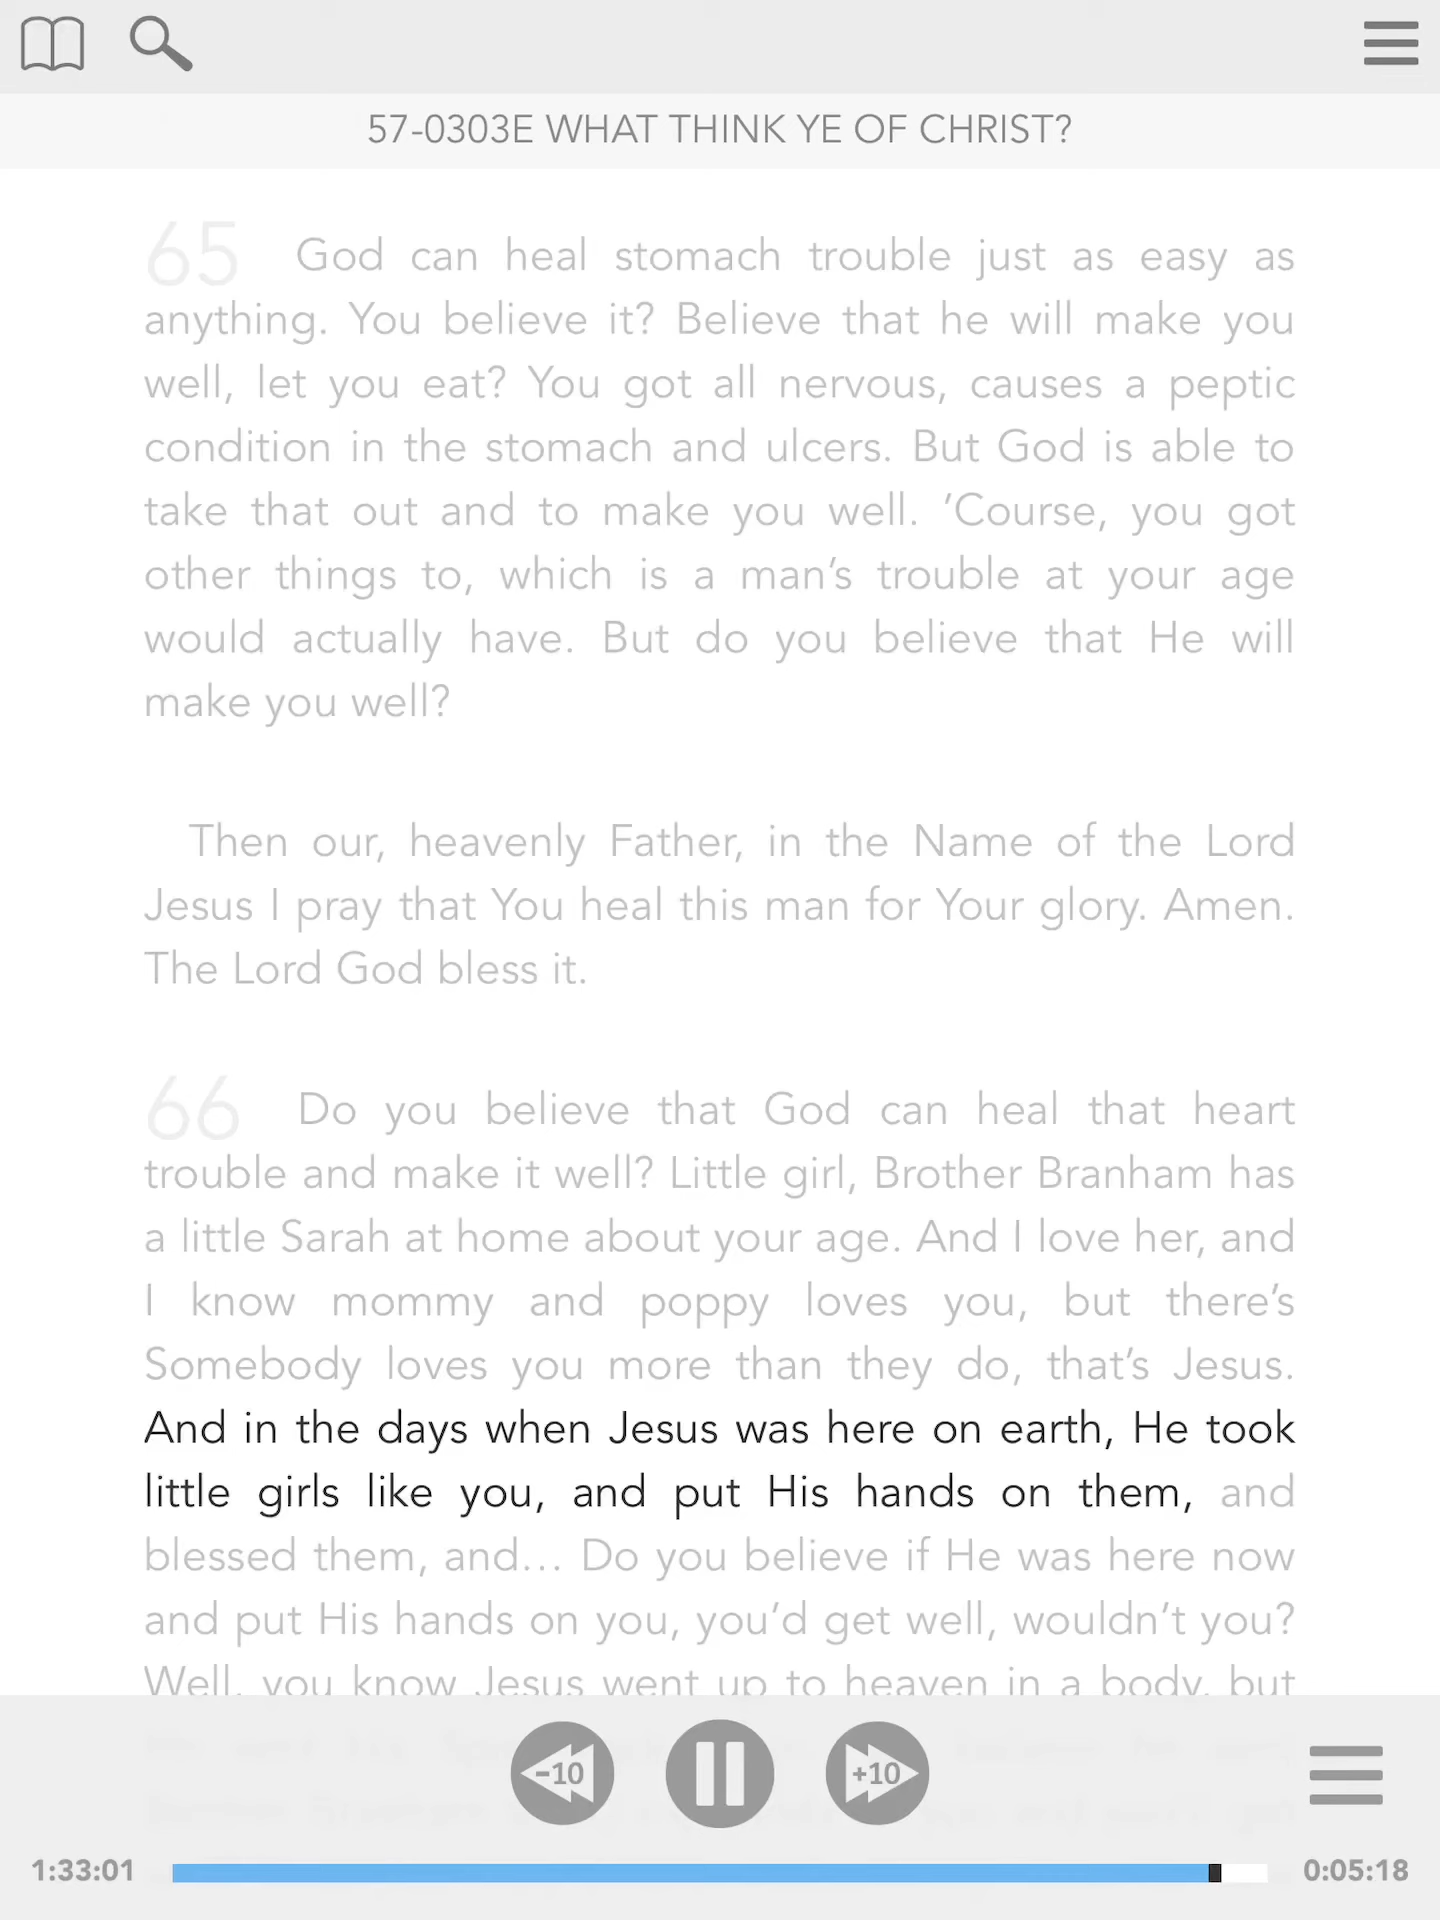 57-0303E WHAT THINK YE OF CHRIST?
65 God can heal stomach trouble just as easy as
anything. You believe it? Believe that he will make you
well, let you eat? You got all nervous, causes a peptic
condition in the stomach and ulcers. But God is able to
take that out and to make you well. ’Course, you got
other things to, which is a man’s trouble at your age
would actually have. But do you believe that He will
make you well?
Then our, heavenly Father, in the Name of the Lord
Jesus I pray that You heal this man for Your glory. Amen.
The Lord God bless it.
66 Do you believe that God can heal that heart
trouble and make it well? Little girl, Brother Branham has
a little Sarah at home about your age. And I love her, and
I know mommy and poppy loves you, but there’s
Somebody loves you more than they do, that’s Jesus.
And in the days when Jesus was here on earth, He took
little girls like you, and put His hands on them, and
blessed them, and… Do you believe if He was here now
and put His hands on you, you’d get well, wouldn’t you?
Well, you know Jesus went up to heaven in a body, but
-10 +10
1:33:01 0:05:18